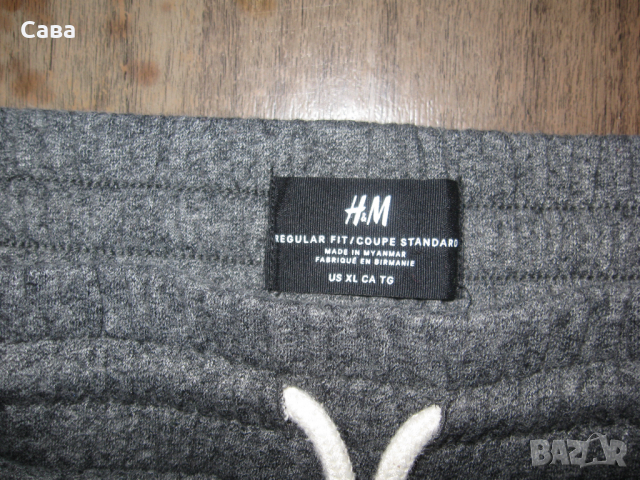 Сава
H&M
REGULAR FIT/COUPE STANDARD
MADE IN MYANMAR
FABRIQUÉ EN BIRMANIE
US XL CA TG
BAZAR